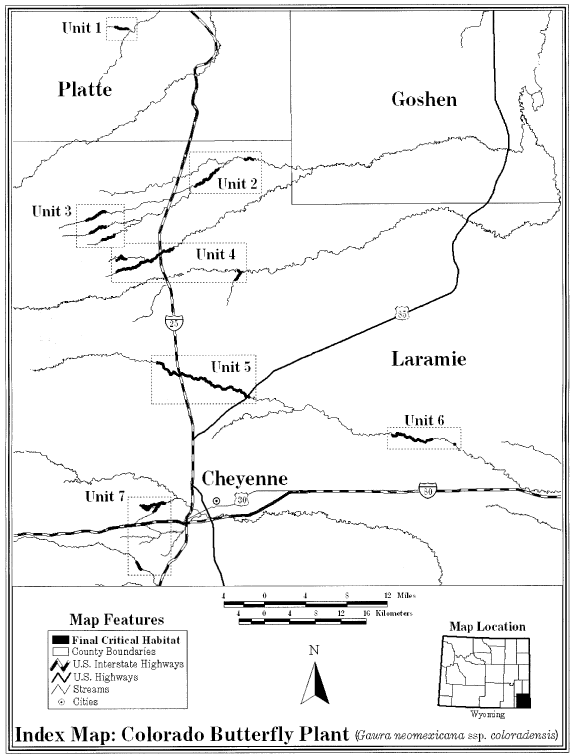 Unit 1
Platte
Goshen
Unit 2
Unit 3
Unit 4
25
85
Unit 5
Laramie
Unit 6
Cheyenne
Unit 7
30
80
4 0 4 8 12 Miles
4 0 4 8 12 16 Kilometers
Map Features
Final Critical Habitat
County Boundaries
U.S. Interstate Highways
U.S. Highways
Streams
Cities
N
Map Location
Wyoming
Index Map: Colorado Butterfly Plant (Gaura neomexicana ssp. coloradensis)